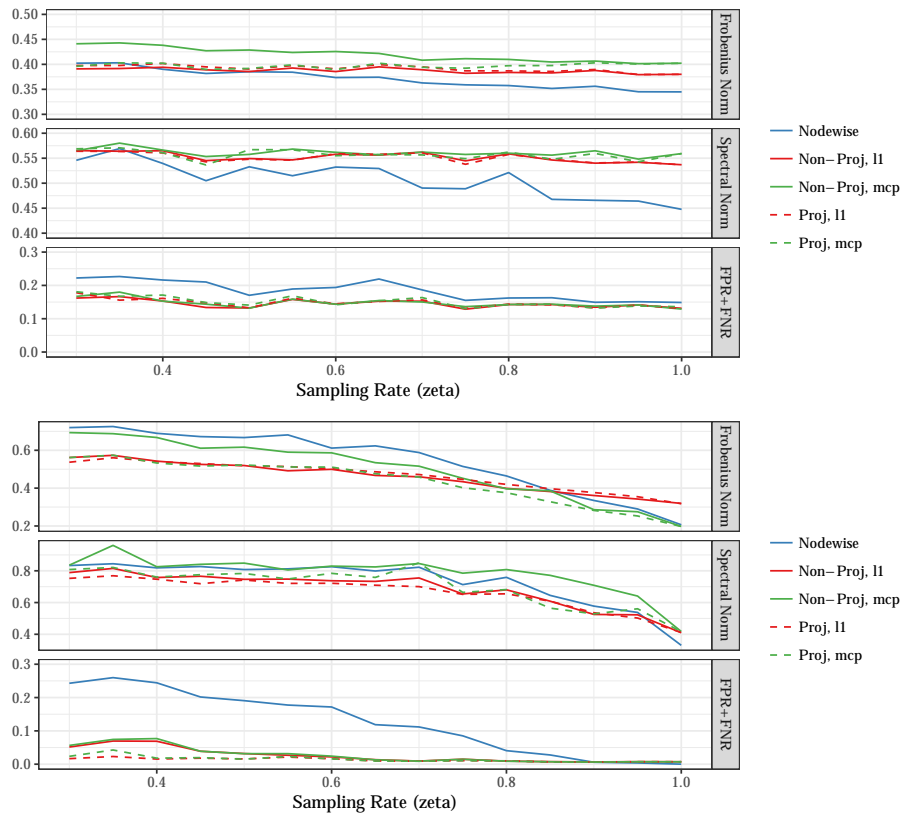 0.50
0.45
0.40
0.35
0.30
Frobenius Norm
0.60
0.55
0.50
0.45
0.40
Spectral Norm
0.3
0.2
0.1
0.0
FPR+FNR
0.4
0.6
0.8
1.0
Sampling Rate (zeta)
Nodewise
Non−Proj, l1
Non−Proj, mcp
Proj, l1
Proj, mcp
0.6
0.4
0.2
Frobenius Norm
0.8
0.6
0.4
Spectral Norm
0.3
0.2
0.1
0.0
FPR+FNR
0.4
0.6
0.8
1.0
Sampling Rate (zeta)
Nodewise
Non−Proj, l1
Non−Proj, mcp
Proj, l1
Proj, mcp